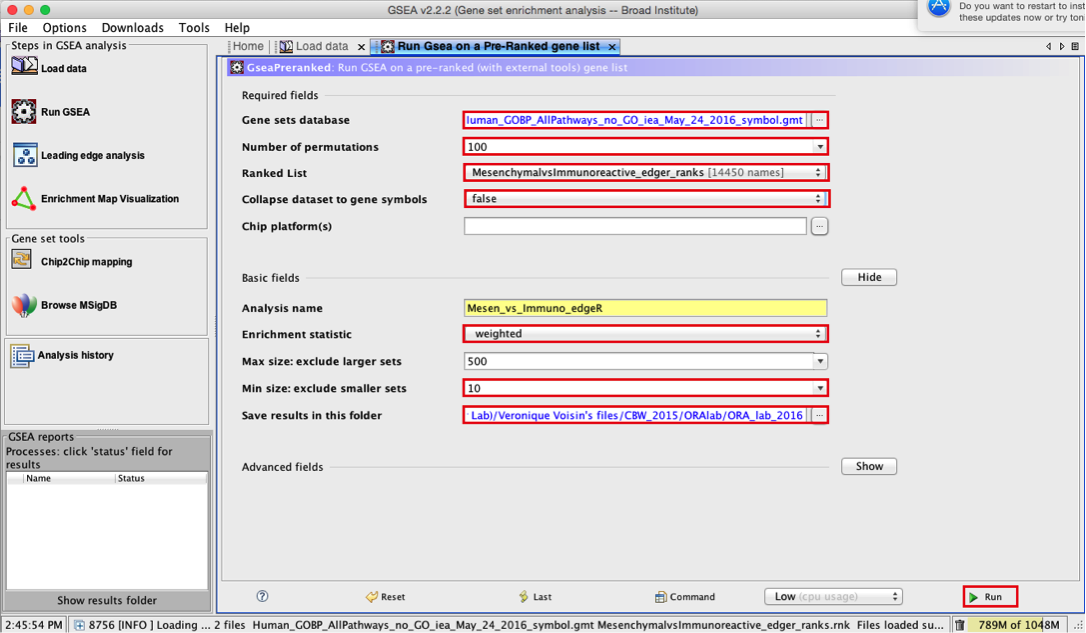 GSEA v2.2.2 (Gene set enrichment analysis -- Broad Institute)
Do you want to restart to inst
these updates now or try toni
File Options Downloads Tools Help
Steps in GSEA analysis
Load data
Run GSEA
Leading edge analysis
Enrichment Map Visualization
Gene set tools
Chip2Chip mapping
Browse MSigDB
Analysis history
GSEA reports
Processes: click 'status' field for
results
Name Status
Show results folder
Home Load data x Run Gsea on a Pre-Ranked gene list x
GseaPreranked: Run GSEA on a pre-ranked (with external tools) gene list
Required fields
Gene sets database luman_GOBP_AllPathways_no_GO_iea_May_24_2016_symbol.gmt ...
Number of permutations 100
Ranked List MesenchymalvsImmunoreactive_edger_ranks [14450 names]
Collapse dataset to gene symbols false
Chip platform(s) ...
Basic fields Hide
Analysis name Mesen_vs_Immuno_edgeR
Enrichment statistic weighted
Max size: exclude larger sets 500
Min size: exclude smaller sets 10
Save results in this folder Lab)/Veronique Voisin's files/CBW_2015/ORAlab/ORA_lab_2016 ...
Advanced fields Show
? Reset Last Command Low (cpu usage) Run
2:45:54 PM 8756 [INFO ] Loading ... 2 files Human_GOBP_AllPathways_no_GO_iea_May_24_2016_symbol.gmt MesenchymalvsImmunoreactive_edger_ranks.rnk Files loaded su... 789M of 1048M